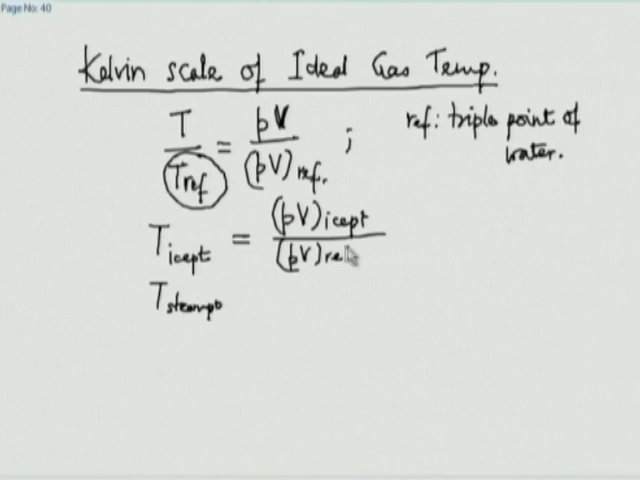 Page No: 40
Kelvin scale of Ideal Gas Temp.
T / Tref = pV / (pV)ref. ; ref: triple point of water.
Ticept = (pV)icept / (pV)re
Tsteampt